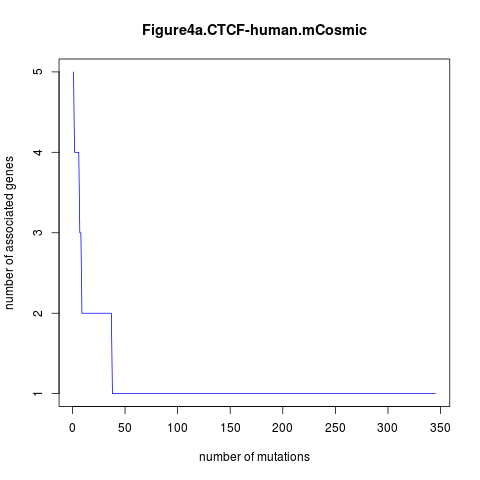 Figure4a.CTCF-human.mCosmic
number of associated genes
5
4
3
2
1
0 50 100 150 200 250 300 350
number of mutations